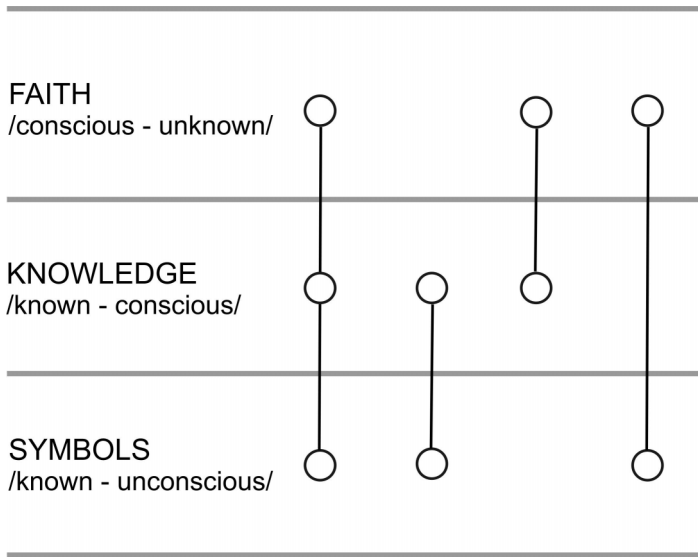 FAITH
/conscious - unknown/
KNOWLEDGE
/known - conscious/
SYMBOLS
/known - unconscious/